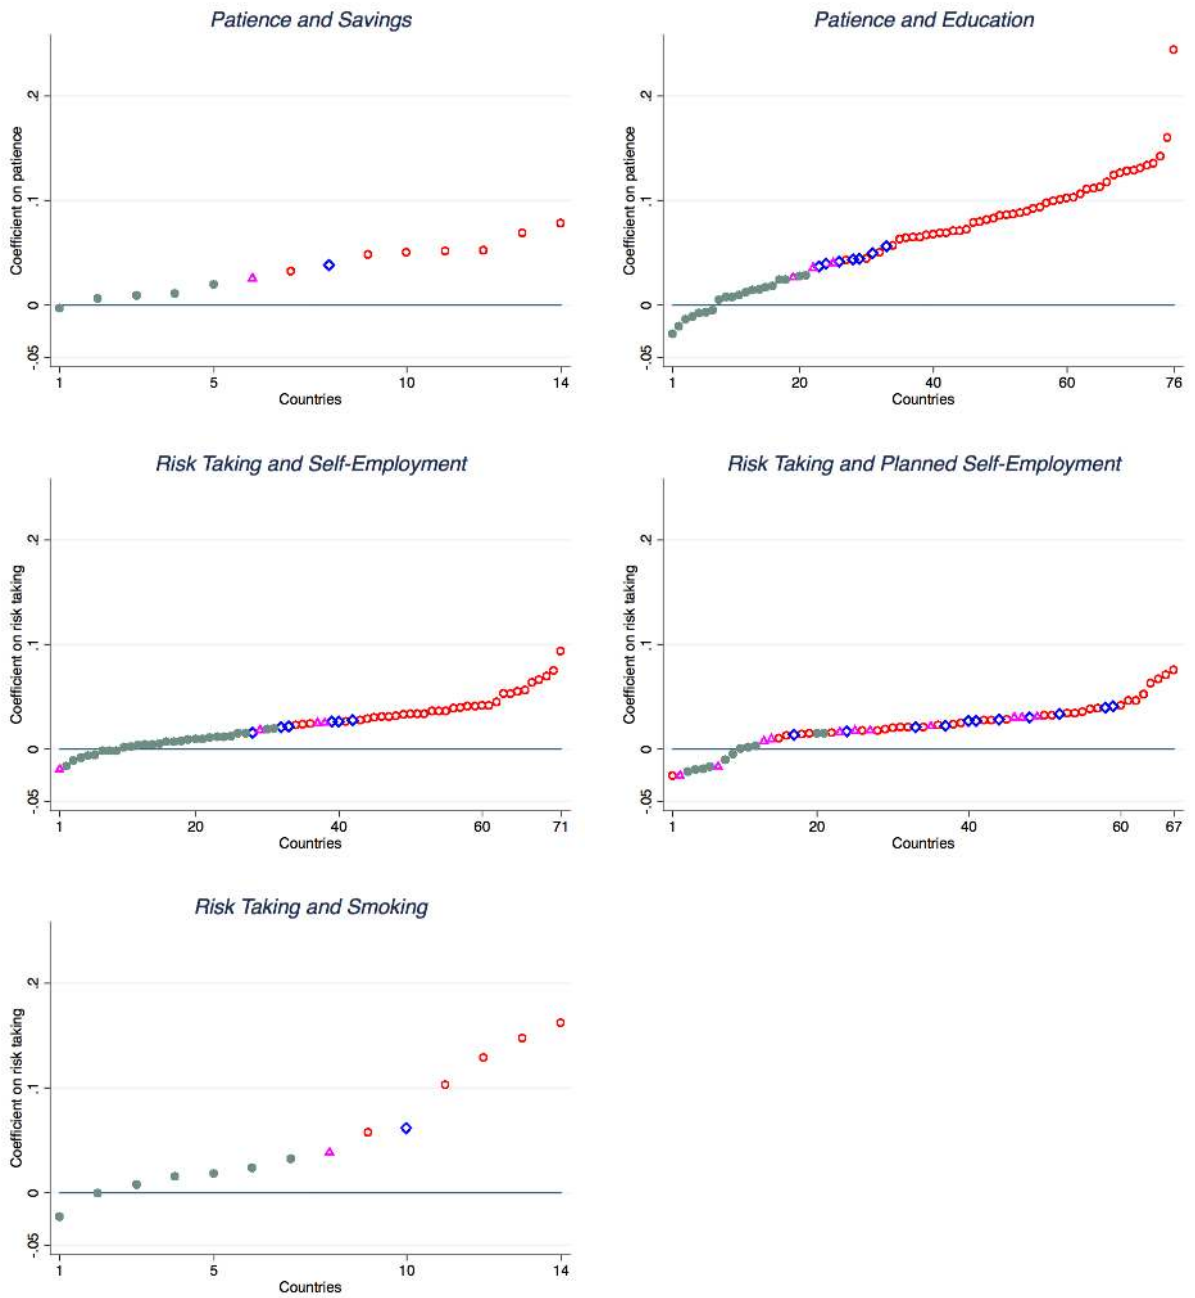 Patience and Savings
Coefficient on patience
.2
.1
0
-.05
1
5
10
14
Countries
Patience and Education
Coefficient on patience
.2
.1
0
-.05
1
20
40
60
76
Countries
Risk Taking and Self-Employment
Coefficient on risk taking
.2
.1
0
-.05
1
20
40
60
71
Countries
Risk Taking and Planned Self-Employment
Coefficient on risk taking
.2
.1
0
-.05
1
20
40
60
67
Countries
Risk Taking and Smoking
Coefficient on risk taking
.2
.1
0
-.05
1
5
10
14
Countries